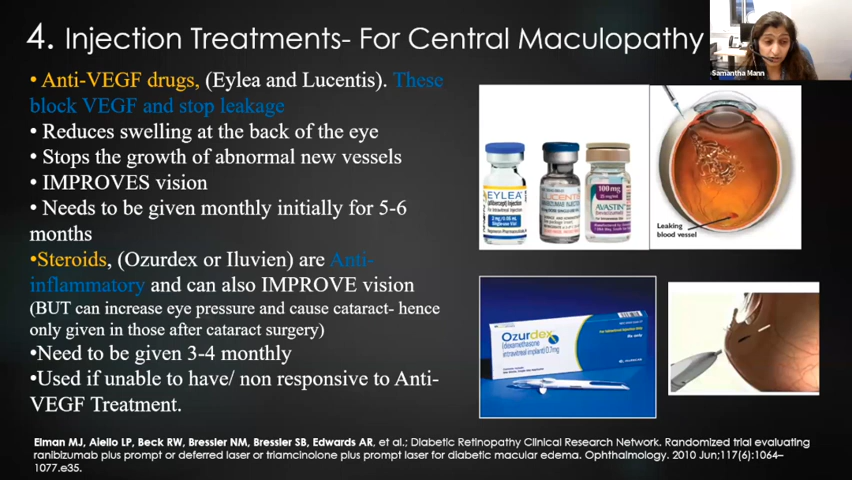 4. Injection Treatments- For Central Maculopathy
Samantha Mann
• Anti-VEGF drugs, (Eylea and Lucentis). These
block VEGF and stop leakage
• Reduces swelling at the back of the eye
• Stops the growth of abnormal new vessels
• IMPROVES vision
• Needs to be given monthly initially for 5-6
months
•Steroids, (Ozurdex or Iluvien) are Anti-
inflammatory and can also IMPROVE vision
(BUT can increase eye pressure and cause cataract- hence
only given in those after cataract surgery)
•Need to be given 3-4 monthly
•Used if unable to have/ non responsive to Anti-
VEGF Treatment.
EYLEA
LUCENTIS
100 mg
AVASTIN
Leaking
blood vessel
Ozurdex
(dexamethasone
intravitreal implant) 0.7mg
Elman MJ, Aiello LP, Beck RW, Bressler NM, Bressler SB, Edwards AR, et al.; Diabetic Retinopathy Clinical Research Network. Randomized trial evaluating
ranibizumab plus prompt or deferred laser or triamcinolone plus prompt laser for diabetic macular edema. Ophthalmology. 2010 Jun;117(6):1064–
1077.e35.